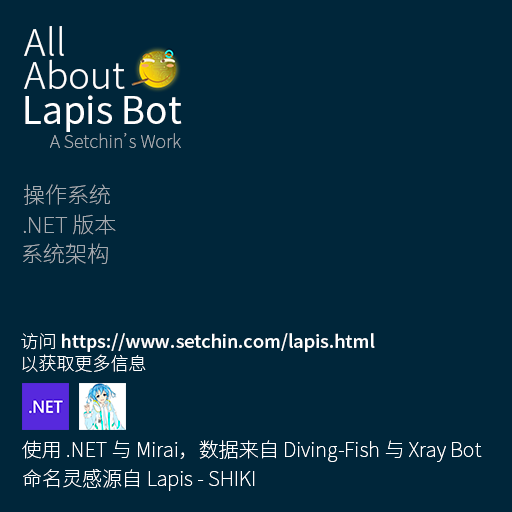 All
About
Lapis Bot
A Setchin's Work
操作系统
.NET 版本
系统架构
访问 https://www.setchin.com/lapis.html
以获取更多信息
.NET
使用 .NET 与 Mirai，数据来自 Diving-Fish 与 Xray Bot
命名灵感源自 Lapis - SHIKI